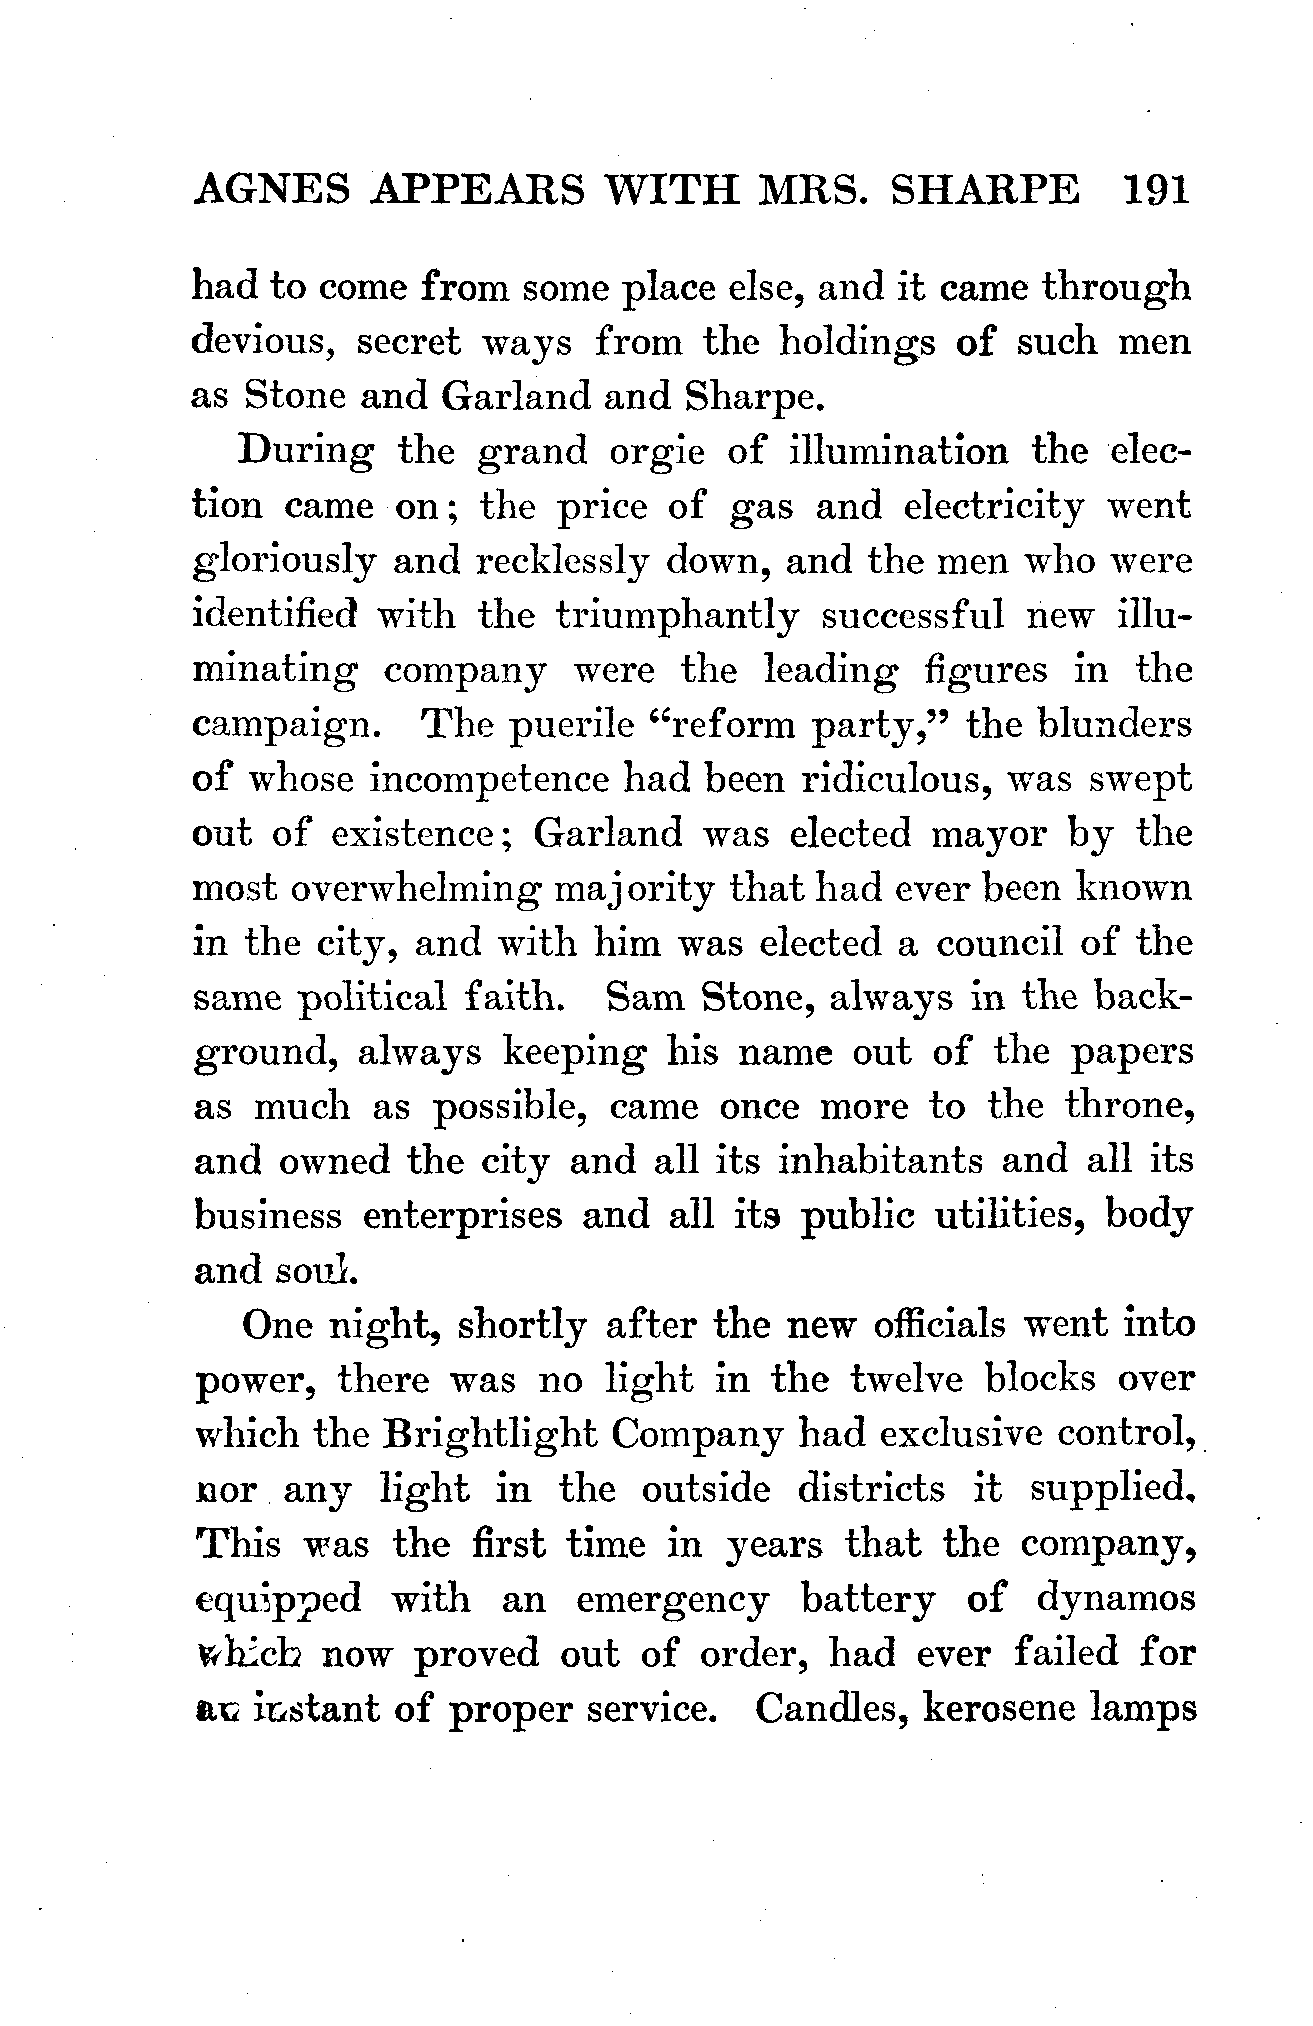 AGNES APPEARS WITH MRS. SHARPE 191
had to come from some place else, and it came through
devious, secret ways from the holdings of such men
as Stone and Garland and Sharpe.
During the grand orgie of illumination the elec-
tion came on; the price of gas and electricity went
gloriously and recklessly down, and the men who were
identified with the triumphantly successful new illu-
minating company were the leading figures in the
campaign. The puerile “reform party,” the blunders
of whose incompetence had been ridiculous, was swept
out of existence; Garland was elected mayor by the
most overwhelming majority that had ever been known
in the city, and with him was elected a council of the
same political faith. Sam Stone, always in the back-
ground, always keeping his name out of the papers
as much as possible, came once more to the throne,
and owned the city and all its inhabitants and all its
business enterprises and all its public utilities, body
and soul.
One night, shortly after the new officials went into
power, there was no light in the twelve blocks over
which the Brightlight Company had exclusive control,
nor any light in the outside districts it supplied.
This was the first time in years that the company,
equipped with an emergency battery of dynamos
which now proved out of order, had ever failed for
an instant of proper service. Candles, kerosene lamps